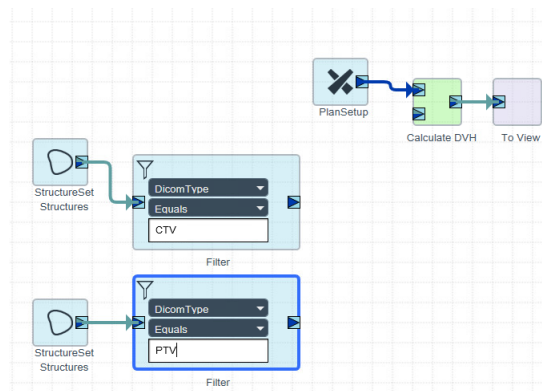 PlanSetup
Calculate DVH
To View
StructureSet
Structures
DicomType
Equals
CTV
Filter
StructureSet
Structures
DicomType
Equals
PTV
Filter